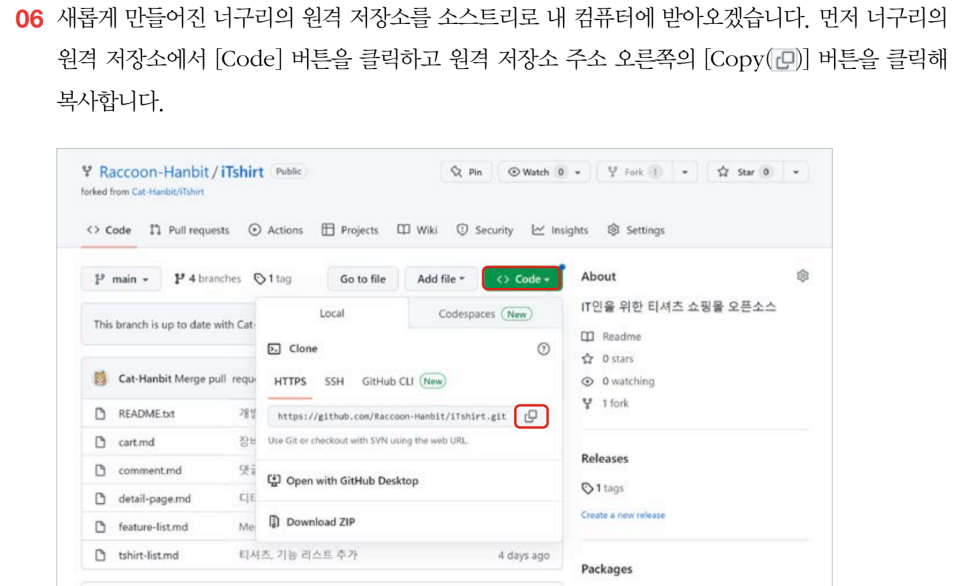 06 새롭게 만들어진 너구리의 원격 저장소를 소스트리로 내 컴퓨터에 받아오겠습니다. 먼저 너구리의
원격 저장소에서 [Code] 버튼을 클릭하고 원격 저장소 주소 오른쪽의 [Copy()] 버튼을 클릭해
복사합니다.
Raccoon-Hanbit / iTshirt Public
Pin Watch 0 Fork 1 Star 0
forked from Cat-Hanbit/iTshirt
<> Code Pull requests Actions Projects Wiki Security Insights Settings
main 4 branches 1 tag Go to file Add file <> Code
About
IT인을 위한 티셔츠 쇼핑몰 오픈소스
Readme
0 stars
0 watching
1 fork
Releases
1 tags
Create a new release
Packages
Local Codespaces New
This branch is up to date with Cat-
Clone
HTTPS SSH GitHub CLI New
https://github.com/Raccoon-Hanbit/iTshirt.git
Use Git or checkout with SVN using the web URL.
Open with GitHub Desktop
Download ZIP
Cat-Hanbit Merge pull requ
README.txt
cart.md
comment.md
detail-page.md
feature-list.md Me
tshirt-list.md 티셔츠, 기능 리스트 추가 4 days ago